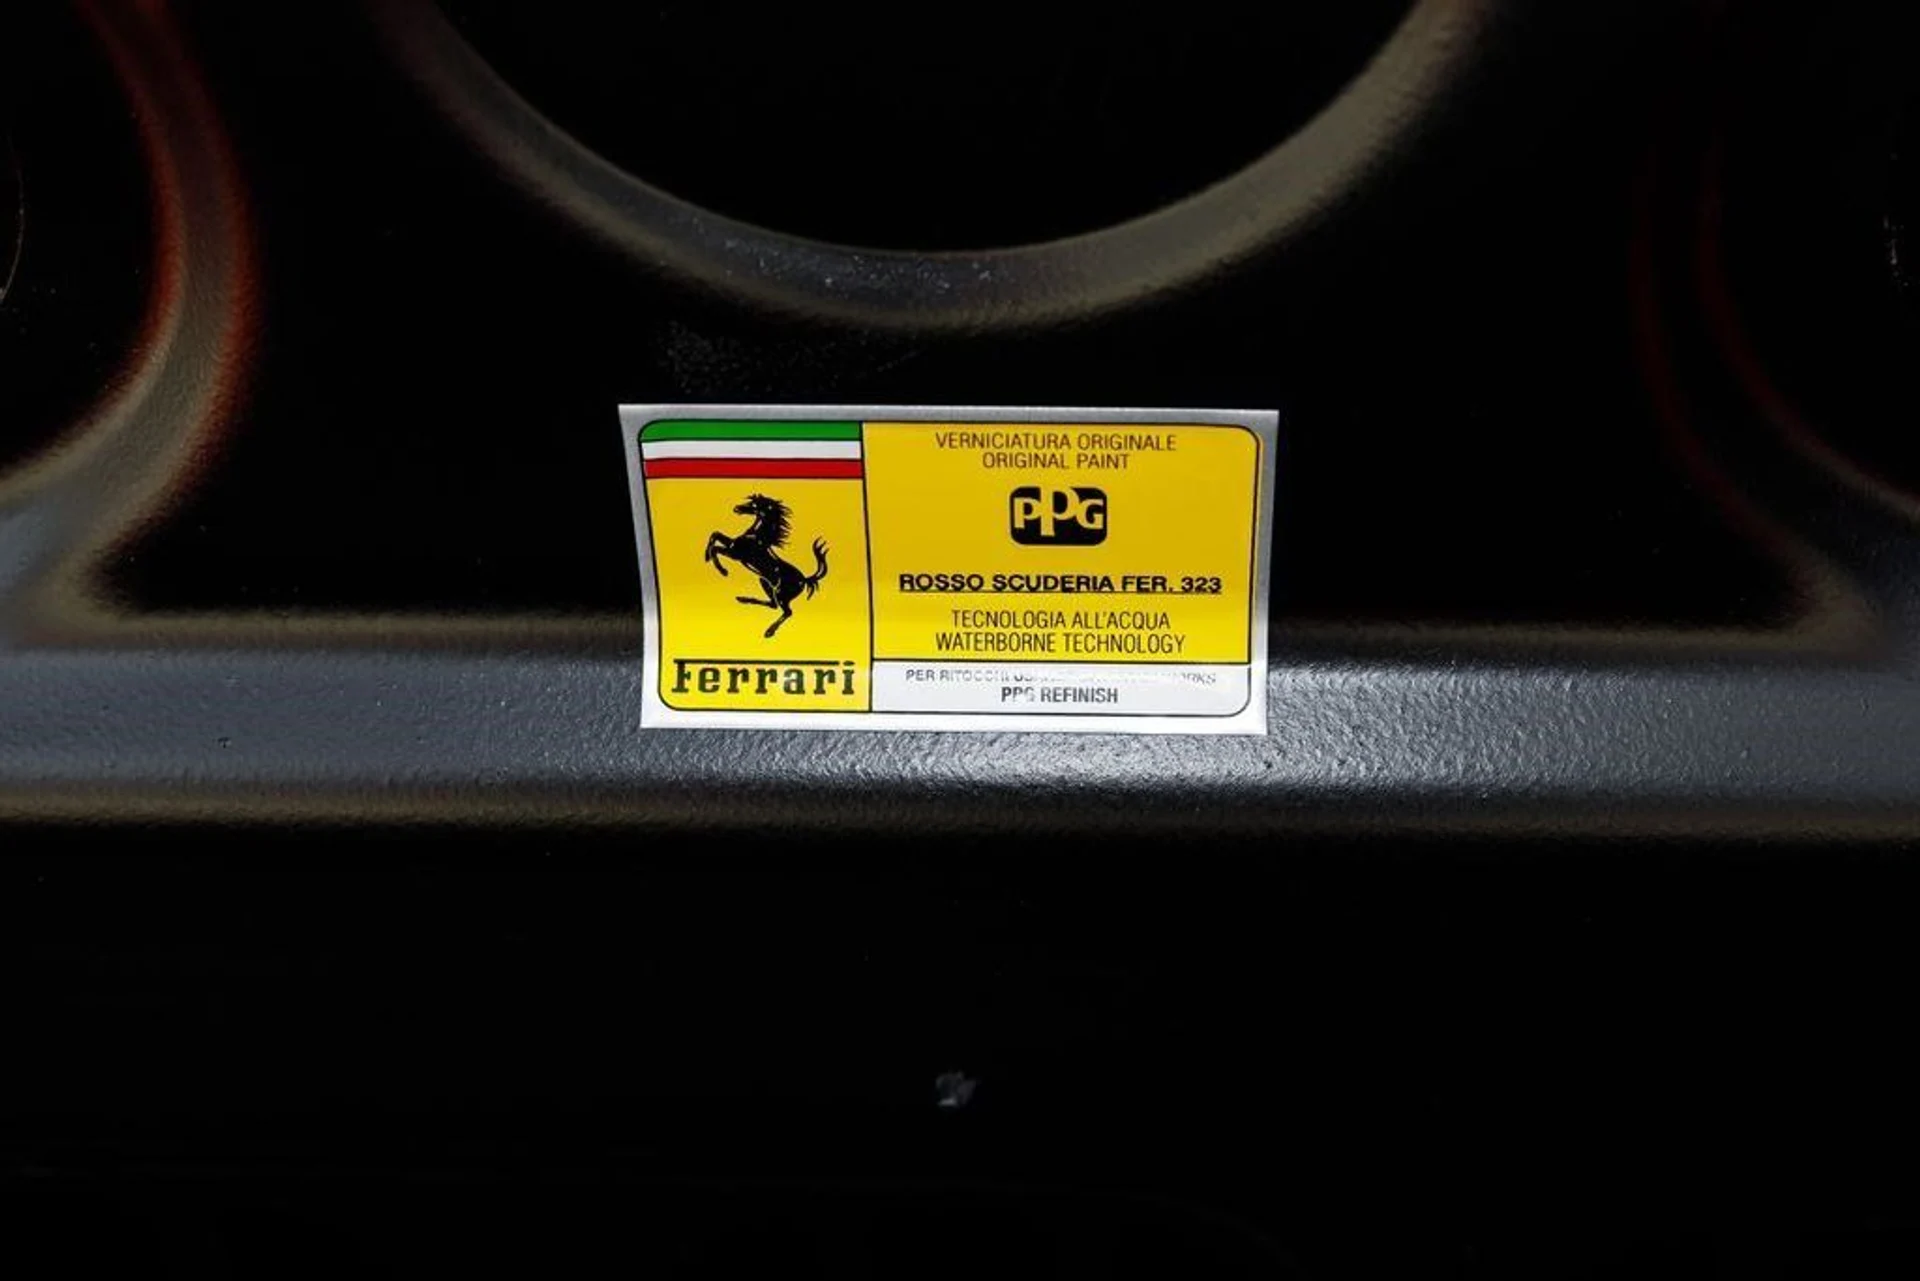 VERNICIATURA ORIGINALE
ORIGINAL PAINT
PPG
ROSSO SCUDERIA FER. 323
TECNOLOGIA ALL'ACQUA
WATERBORNE TECHNOLOGY
Ferrari
PER RITOCCHI
PPG REFINISH